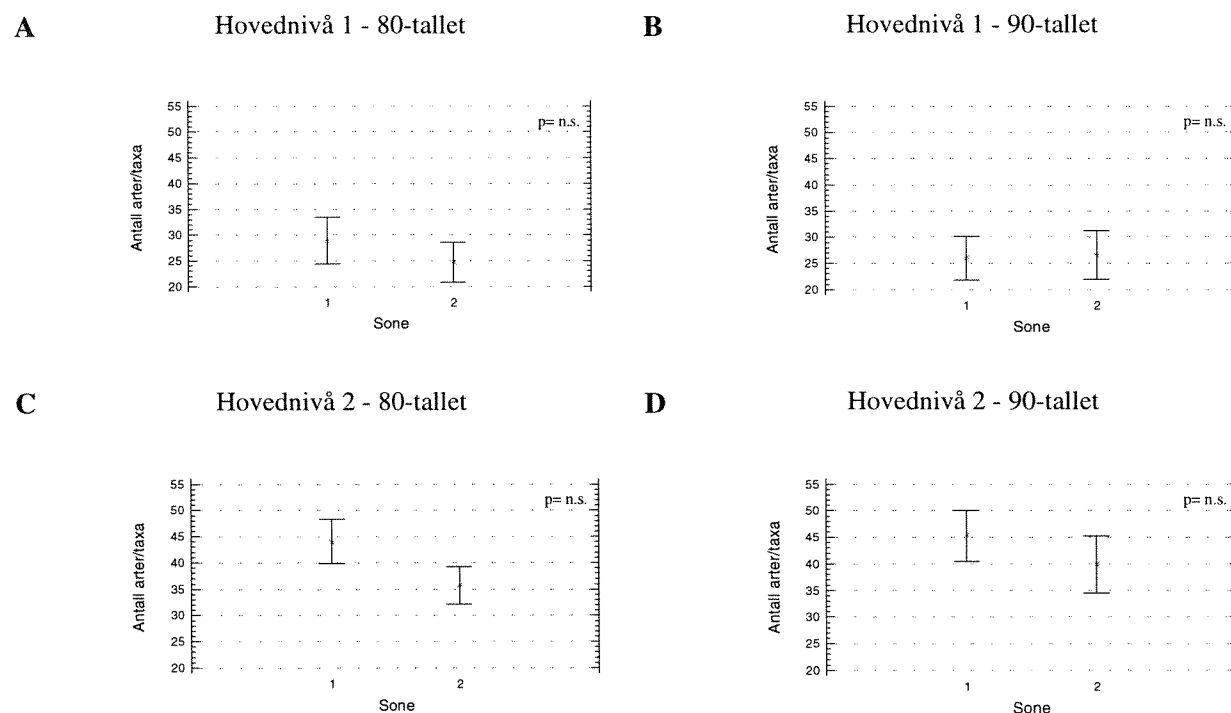 A
Hovednivå 1 - 80-tallet
55
50
45
40
35
30
25
20
Antall arter/taxa
p= n.s.
1
2
Sone
B
Hovednivå 1 - 90-tallet
55
50
45
40
35
30
25
20
Antall arter/taxa
p= n.s.
1
2
Sone
C
Hovednivå 2 - 80-tallet
55
50
45
40
35
30
25
20
Antall arter/taxa
p= n.s.
1
2
Sone
D
Hovednivå 2 - 90-tallet
55
50
45
40
35
30
25
20
Antall arter/taxa
p= n.s.
1
2
Sone